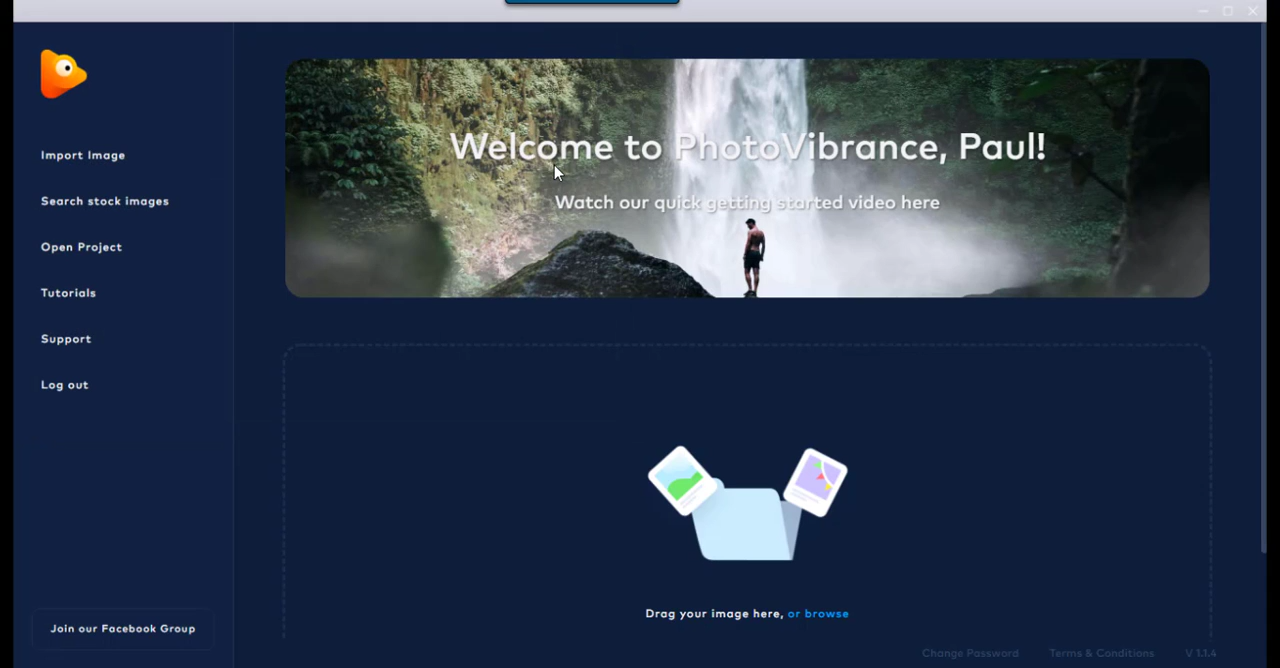 Import Image
Search stock images
Open Project
Tutorials
Support
Log out
Join our Facebook Group
Welcome to PhotoVibrance, Paul!
Watch our quick getting started video here
Drag your image here, or browse
Change Password
Terms & Conditions
V 1.1.4